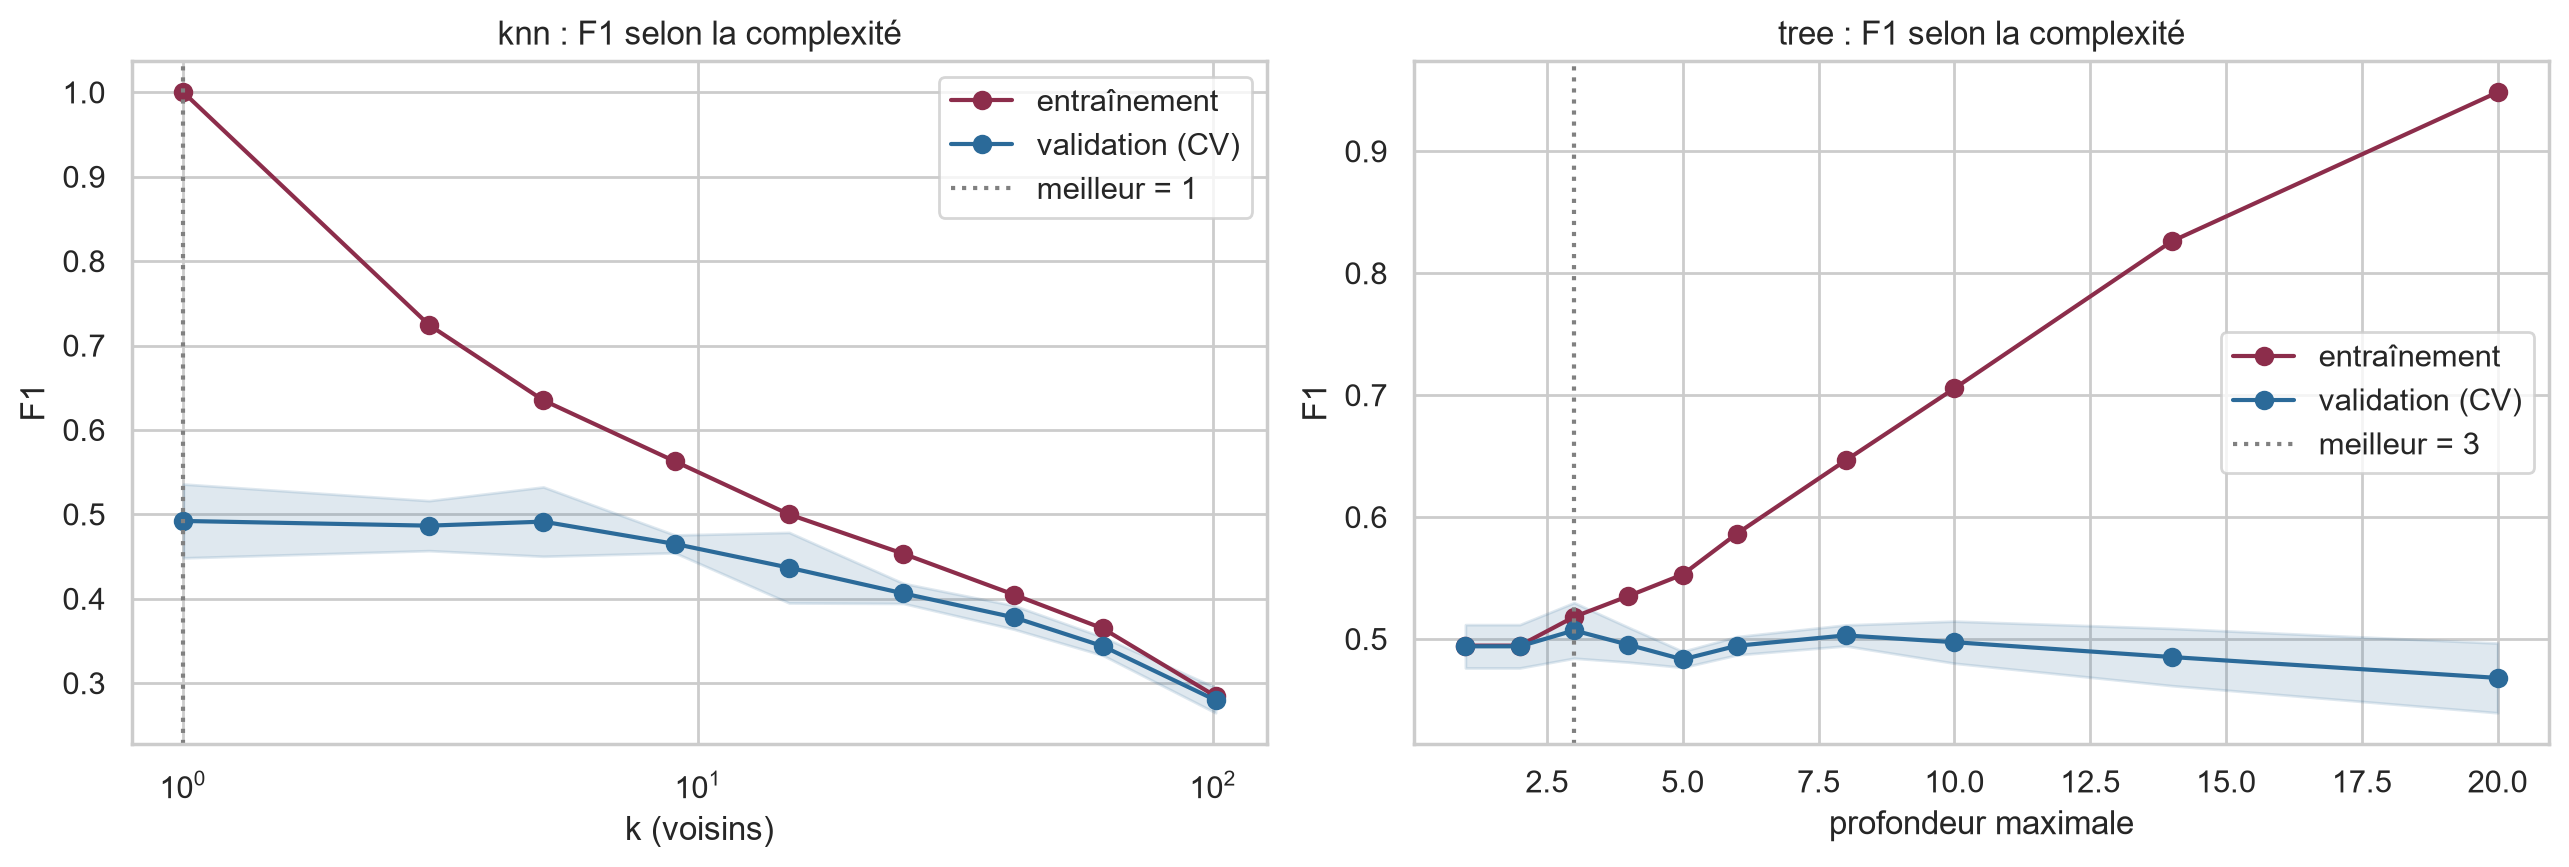 knn : F1 selon la complexité
F1
1.0
0.9
0.8
0.7
0.6
0.5
0.4
0.3
entraînement
validation (CV)
meilleur = 1
10⁰ 10¹ 10²
k (voisins)
tree : F1 selon la complexité
F1
0.9
0.8
0.7
0.6
0.5
entraînement
validation (CV)
meilleur = 3
2.5 5.0 7.5 10.0 12.5 15.0 17.5 20.0
profondeur maximale